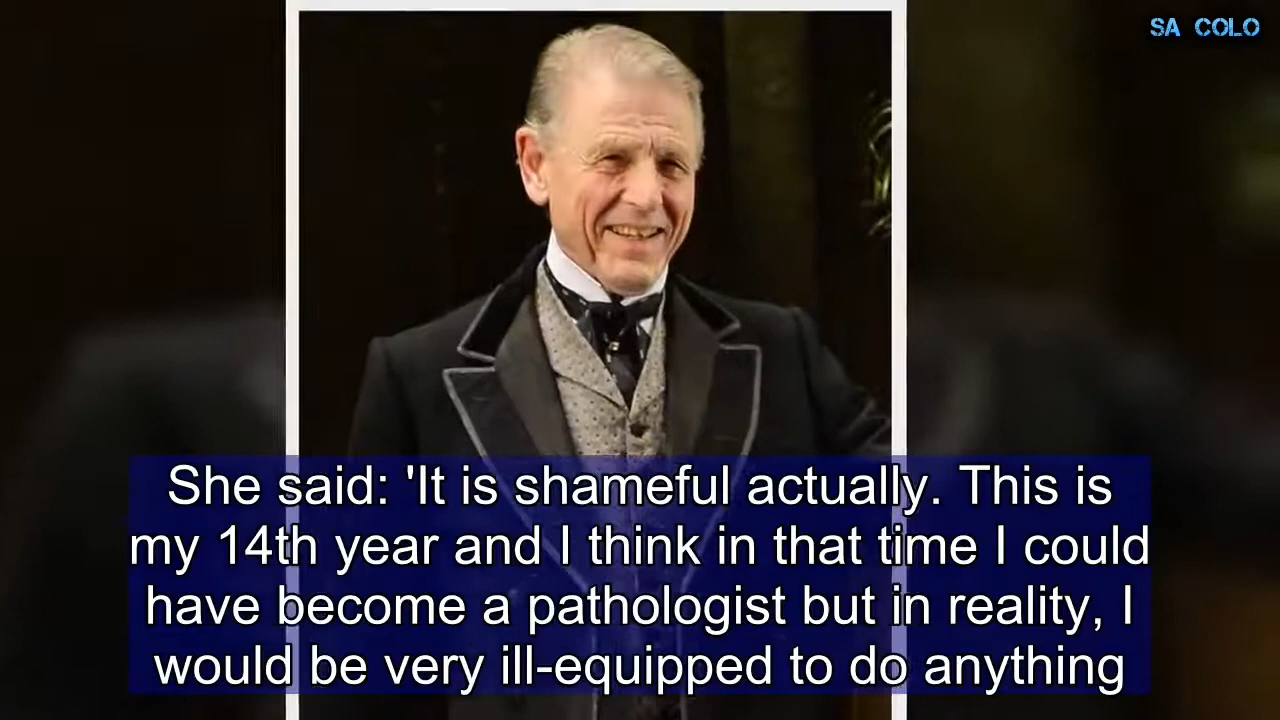 SA COLO
She said: 'It is shameful actually. This is
my 14th year and I think in that time I could
have become a pathologist but in reality, I
would be very ill-equipped to do anything